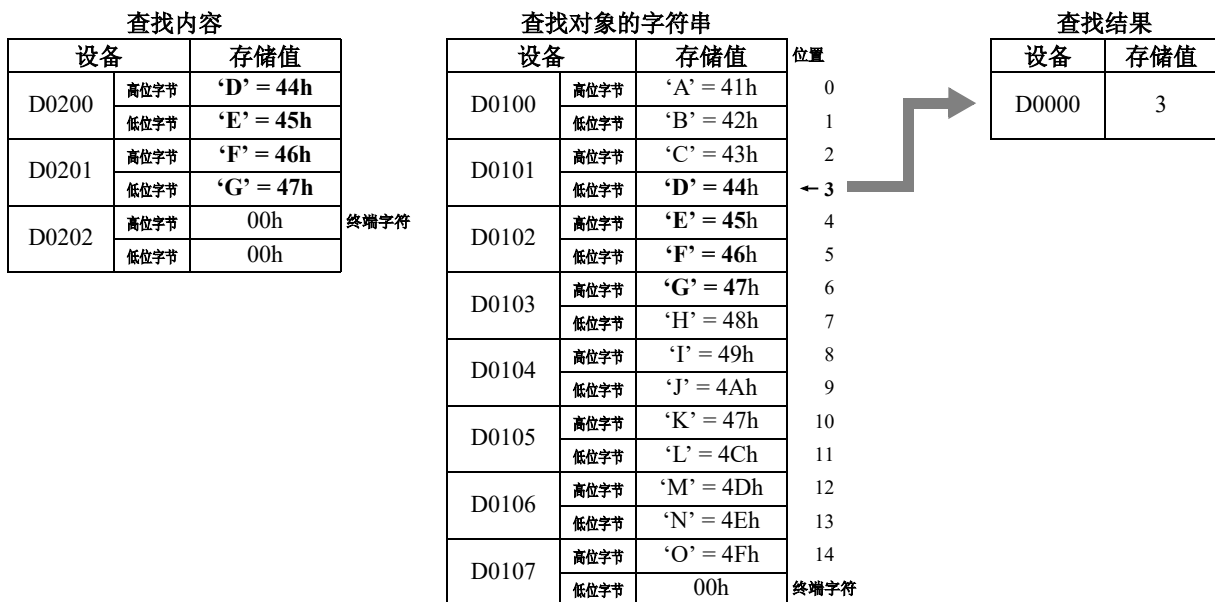 查找内容
设备 存储值
D0200 高位字节 ‘D’ = 44h
低位字节 ‘E’ = 45h
D0201 高位字节 ‘F’ = 46h
低位字节 ‘G’ = 47h
D0202 高位字节 00h 终端字符
低位字节 00h
查找对象的字符串
设备 存储值 位置
D0100 高位字节 ‘A’ = 41h 0
低位字节 ‘B’ = 42h 1
D0101 高位字节 ‘C’ = 43h 2
低位字节 ‘D’ = 44h ← 3
D0102 高位字节 ‘E’ = 45h 4
低位字节 ‘F’ = 46h 5
D0103 高位字节 ‘G’ = 47h 6
低位字节 ‘H’ = 48h 7
D0104 高位字节 ‘I’ = 49h 8
低位字节 ‘J’ = 4Ah 9
D0105 高位字节 ‘K’ = 47h 10
低位字节 ‘L’ = 4Ch 11
D0106 高位字节 ‘M’ = 4Dh 12
低位字节 ‘N’ = 4Eh 13
D0107 高位字节 ‘O’ = 4Fh 14
低位字节 00h 终端字符
查找结果
设备 存储值
D0000 3